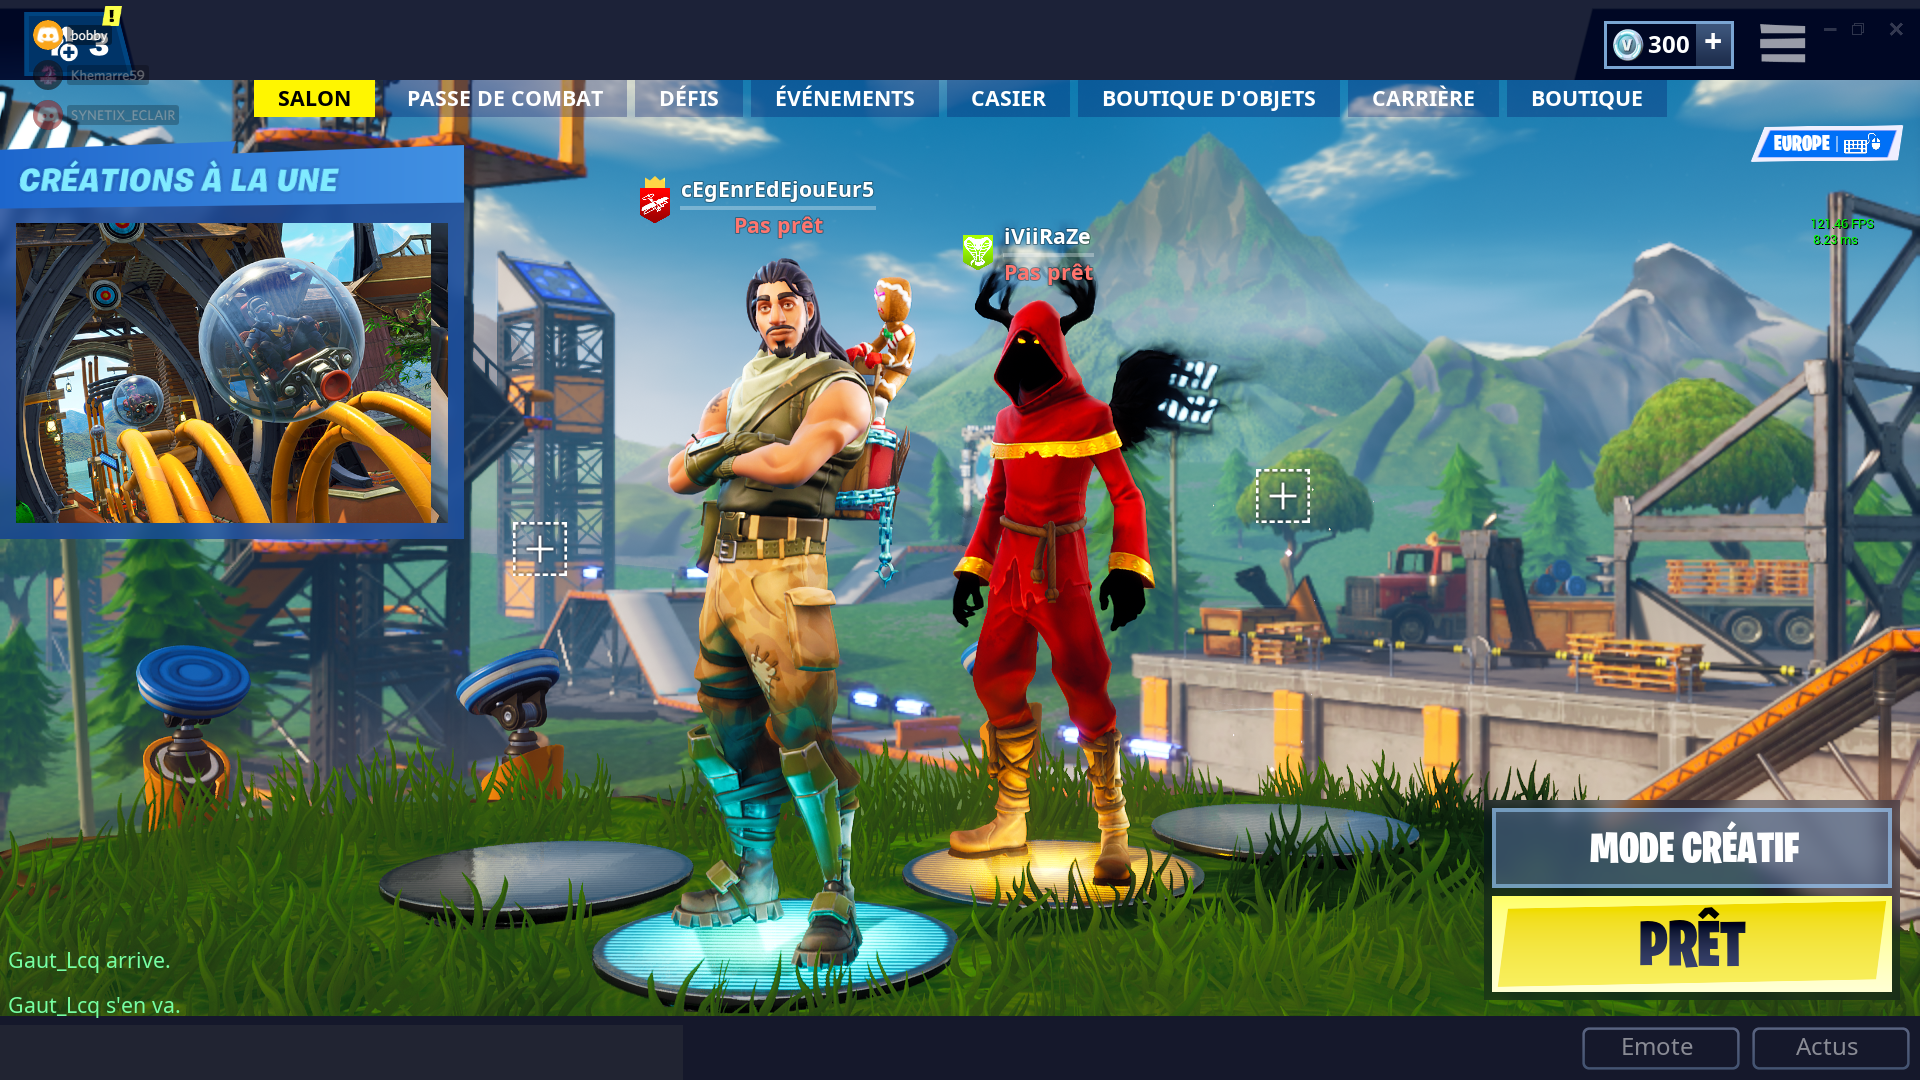 bobby
3
Khemarre59
SYNETIX_ECLAIR
300
SALON
PASSE DE COMBAT
DÉFIS
ÉVÉNEMENTS
CASIER
BOUTIQUE D'OBJETS
CARRIÈRE
BOUTIQUE
EUROPE
CRÉATIONS À LA UNE
cEgEnrEdEjouEur5
Pas prêt
iViiRaZe
Pas prêt
121.46 FPS
8.23 ms
MODE CRÉATIF
PRÊT
Gaut_Lcq arrive.
Gaut_Lcq s'en va.
Emote
Actus